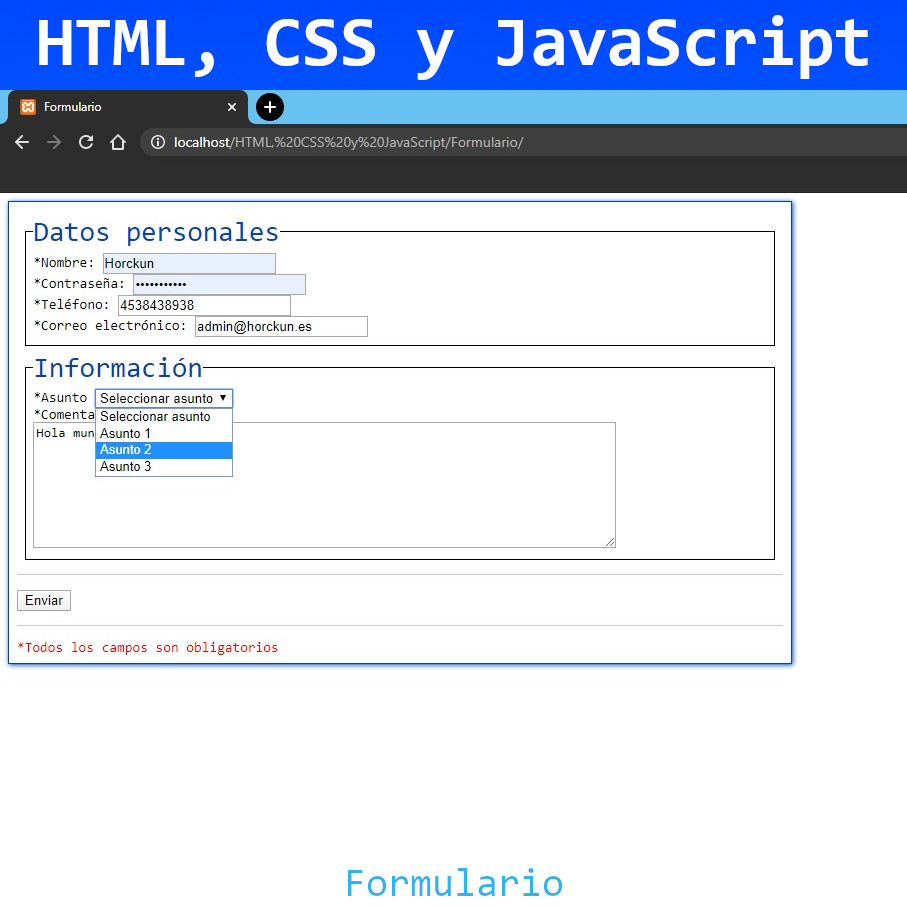 HTML, CSS y JavaScript
Formulario
localhost/HTML,%20CSS%20y%20JavaScript/Formulario/
Datos personales
*Nombre: Horckun
*Contraseña: •••••••••••
*Teléfono: 4538438938
*Correo electrónico: admin@horckun.es
Información
*Asunto Seleccionar asunto
Seleccionar asunto
*Comenta
Asunto 1
Hola mun
Asunto 2
Asunto 3
Enviar
*Todos los campos son obligatorios
Formulario